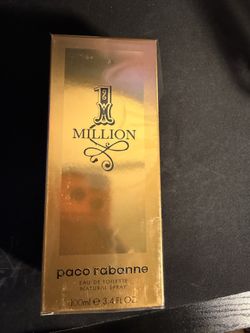 1
MILLION
paco rabanne
EAU DE TOILETTE
NATURAL SPRAY
100ml e 3.4 FL.OZ